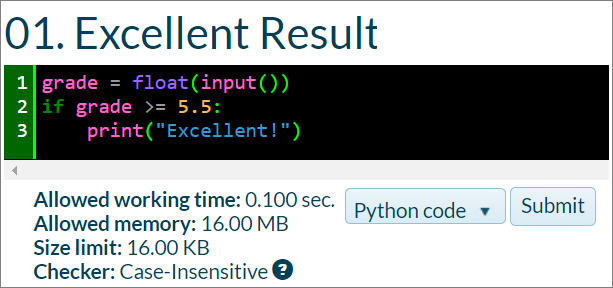 01. Excellent Result
1 grade = float(input())
2 if grade >= 5.5:
3     print("Excellent!")
Allowed working time: 0.100 sec.
Allowed memory: 16.00 MB
Size limit: 16.00 KB
Checker: Case-Insensitive ?
Python code
Submit